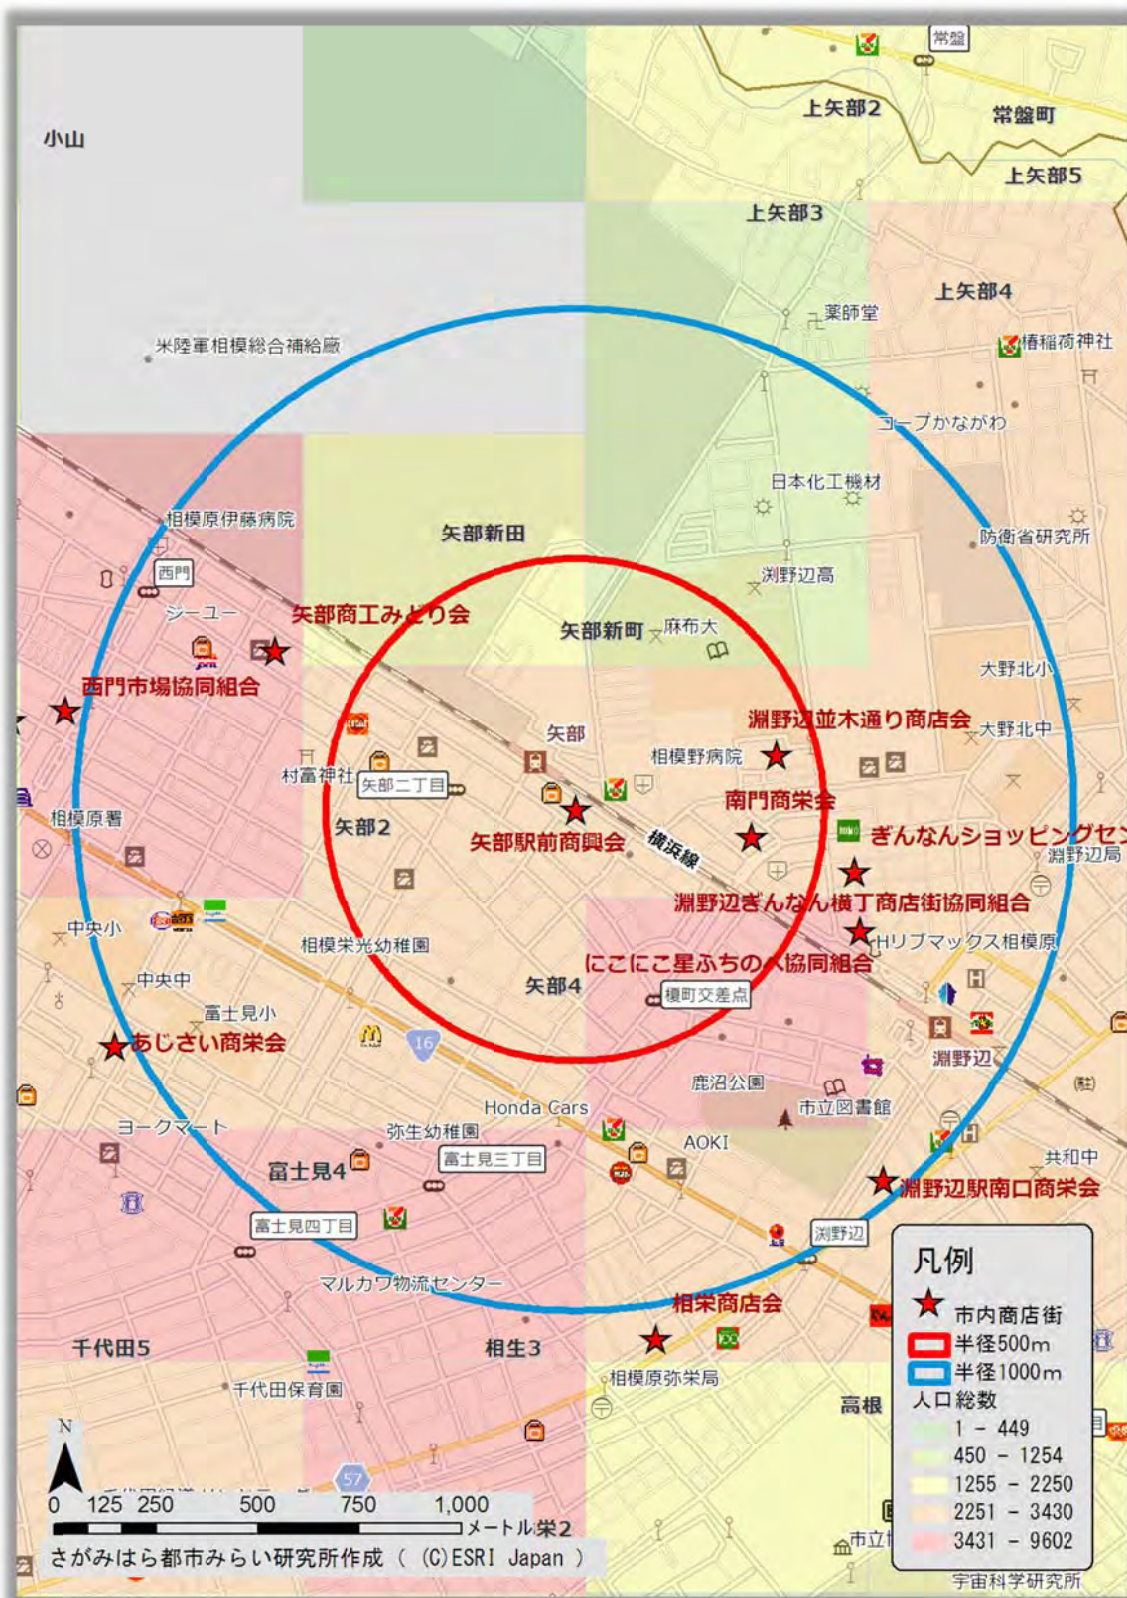 常盤
上矢部2
常盤町
小山
上矢部5
上矢部3
上矢部4
薬師堂
米陸軍相模総合補給廠
椿稲荷神社
コープかながわ
日本化工機材
相模原伊藤病院
矢部新田
防衛省研究所
西門
渕野辺高
ジーユー
矢部商工みどり会
矢部新町
麻布大
大野北小
西門市場協同組合
淵野辺並木通り商店会
矢部
大野北中
相模野病院
村富神社
矢部二丁目
南門商栄会
相模原署
矢部2
矢部駅前商興会
横浜線
ぎんなんショッピングセン
淵野辺局
淵野辺ぎんなん横丁商店街協同組合
中央小
相模栄光幼稚園
Hリブマックス相模原
にこにこ星ふちのべ協同組合
中央中
矢部4
榎町交差点
富士見小
あじさい商栄会
16
淵野辺
鹿沼公園
(駐)
Honda Cars
市立図書館
ヨークマート
弥生幼稚園
AOKI
富士見三丁目
共和中
富士見4
淵野辺駅南口商栄会
富士見四丁目
渕野辺
マルカワ物流センター
相栄商店会
千代田5
相生3
相模原弥栄局
千代田保育園
高根
57
凡例
市内商店街
半径500m
半径1000m
人口総数
1 - 449
450 - 1254
1255 - 2250
2251 - 3430
3431 - 9602
N
0 125 250 500 750 1,000
メートル
栄2
さがみはら都市みらい研究所作成 ( (C)ESRI Japan )
宇宙科学研究所